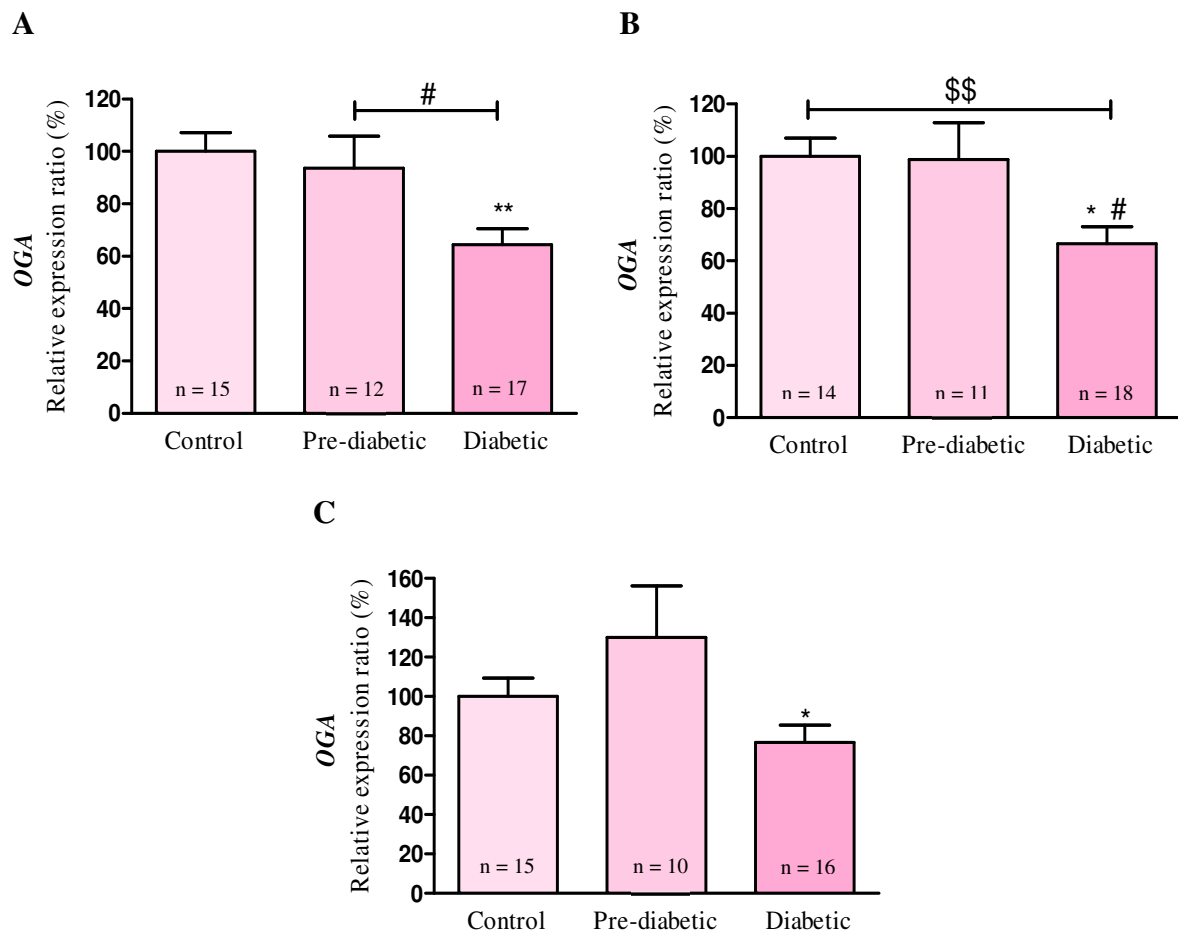 A
OGA
Relative expression ratio (%)
120
100
80
60
40
20
0
#
**
n = 15
n = 12
n = 17
Control
Pre-diabetic
Diabetic
B
OGA
Relative expression ratio (%)
120
100
80
60
40
20
0
$$
* #
n = 14
n = 11
n = 18
Control
Pre-diabetic
Diabetic
C
OGA
Relative expression ratio (%)
160
140
120
100
80
60
40
20
0
*
n = 15
n = 10
n = 16
Control
Pre-diabetic
Diabetic